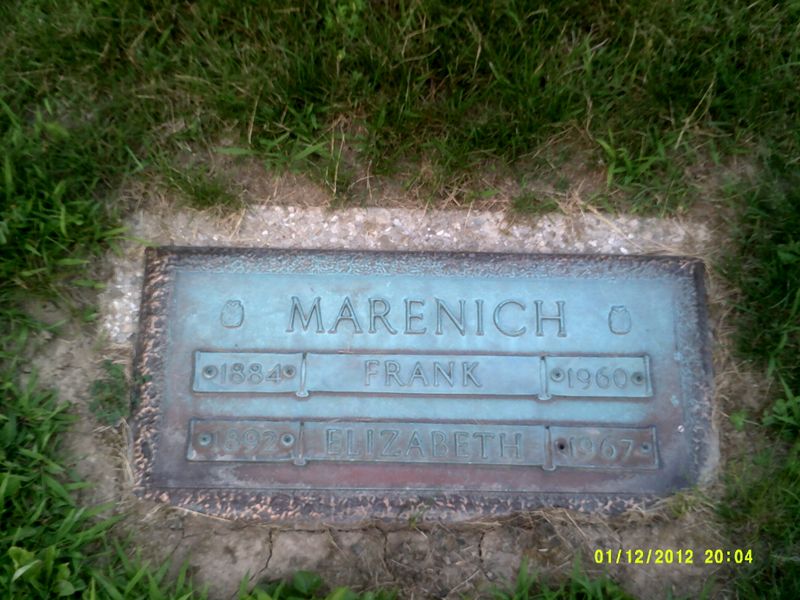 MARENICH
1884 FRANK 1960
1892 ELIZABETH 1967
01/12/2012 20:04